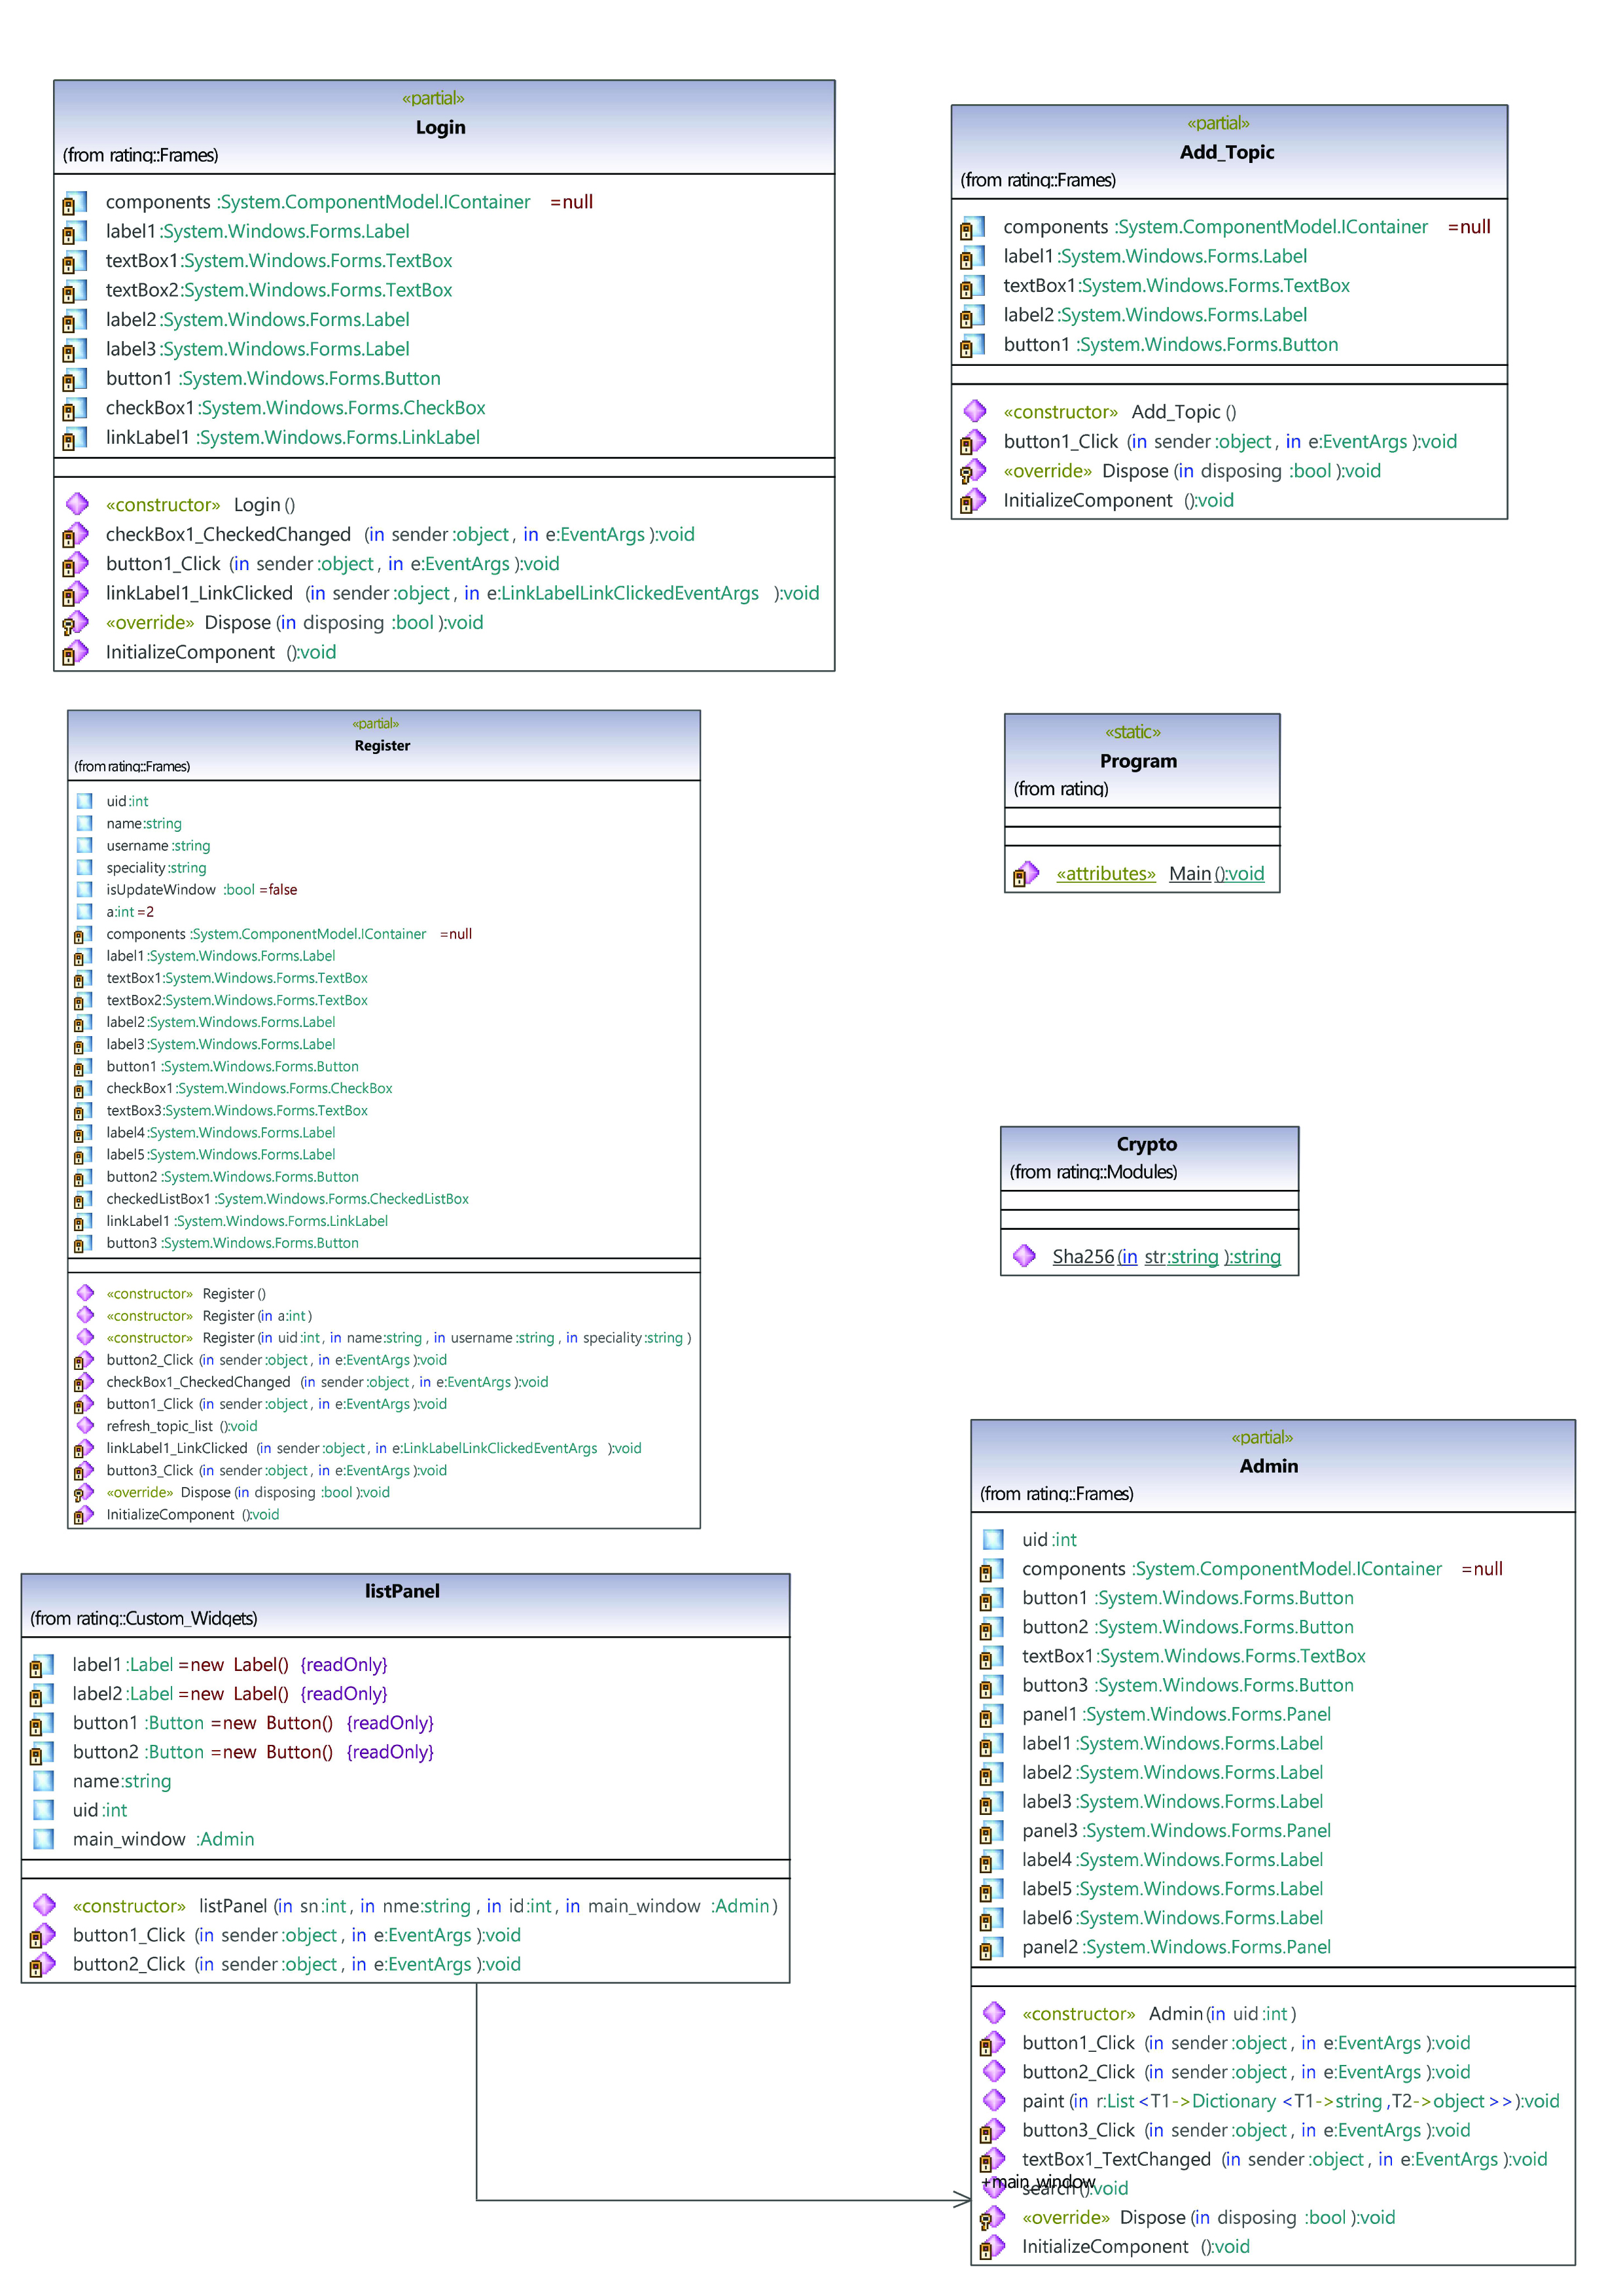 «partial»
Login
(from rating::Frames)
components :System.ComponentModel.IContainer =null
label1:System.Windows.Forms.Label
textBox1:System.Windows.Forms.TextBox
textBox2:System.Windows.Forms.TextBox
label2:System.Windows.Forms.Label
label3:System.Windows.Forms.Label
button1 :System.Windows.Forms.Button
checkBox1:System.Windows.Forms.CheckBox
linkLabel1 :System.Windows.Forms.LinkLabel
«constructor» Login()
checkBox1_CheckedChanged (in sender:object, in e:EventArgs):void
button1_Click (in sender:object, in e:EventArgs):void
linkLabel1_LinkClicked (in sender:object, in e:LinkLabelLinkClickedEventArgs ):void
«override» Dispose(in disposing :bool):void
InitializeComponent ():void
«partial»
Add_Topic
(from rating::Frames)
components :System.ComponentModel.IContainer =null
label1:System.Windows.Forms.Label
textBox1:System.Windows.Forms.TextBox
label2:System.Windows.Forms.Label
button1 :System.Windows.Forms.Button
«constructor» Add_Topic()
button1_Click (in sender:object, in e:EventArgs):void
«override» Dispose(in disposing :bool):void
InitializeComponent ():void
«partial»
Register
(from rating::Frames)
uid:int
name:string
username:string
speciality:string
isUpdateWindow :bool=false
a:int=2
components :System.ComponentModel.IContainer =null
label1:System.Windows.Forms.Label
textBox1:System.Windows.Forms.TextBox
textBox2:System.Windows.Forms.TextBox
label2:System.Windows.Forms.Label
label3:System.Windows.Forms.Label
button1 :System.Windows.Forms.Button
checkBox1:System.Windows.Forms.CheckBox
textBox3:System.Windows.Forms.TextBox
label4:System.Windows.Forms.Label
label5:System.Windows.Forms.Label
button2 :System.Windows.Forms.Button
checkedListBox1 :System.Windows.Forms.CheckedListBox
linkLabel1 :System.Windows.Forms.LinkLabel
button3 :System.Windows.Forms.Button
«constructor» Register()
«constructor» Register(in a:int)
«constructor» Register(in uid:int, in name:string, in username:string, in speciality:string)
button2_Click (in sender:object, in e:EventArgs):void
checkBox1_CheckedChanged (in sender:object, in e:EventArgs):void
button1_Click (in sender:object, in e:EventArgs):void
refresh_topic_list ():void
linkLabel1_LinkClicked (in sender:object, in e:LinkLabelLinkClickedEventArgs ):void
button3_Click (in sender:object, in e:EventArgs):void
«override» Dispose(in disposing :bool):void
InitializeComponent ():void
«static»
Program
(from rating)
«attributes» Main():void
Crypto
(from rating::Modules)
Sha256(in str:string):string
listPanel
(from rating::Custom_Widgets)
label1:Label=new Label() {readOnly}
label2:Label=new Label() {readOnly}
button1 :Button=new Button() {readOnly}
button2 :Button=new Button() {readOnly}
name:string
uid:int
main_window :Admin
«constructor» listPanel(in sn:int, in nme:string, in id:int, in main_window :Admin)
button1_Click (in sender:object, in e:EventArgs):void
button2_Click (in sender:object, in e:EventArgs):void
«partial»
Admin
(from rating::Frames)
uid:int
components :System.ComponentModel.IContainer =null
button1 :System.Windows.Forms.Button
button2 :System.Windows.Forms.Button
textBox1:System.Windows.Forms.TextBox
button3 :System.Windows.Forms.Button
panel1:System.Windows.Forms.Panel
label1:System.Windows.Forms.Label
label2:System.Windows.Forms.Label
label3:System.Windows.Forms.Label
panel3:System.Windows.Forms.Panel
label4:System.Windows.Forms.Label
label5:System.Windows.Forms.Label
label6:System.Windows.Forms.Label
panel2:System.Windows.Forms.Panel
«constructor» Admin(in uid:int)
button1_Click (in sender:object, in e:EventArgs):void
button2_Click (in sender:object, in e:EventArgs):void
paint(in r:List<T1->Dictionary<T1->string,T2->object>>):void
button3_Click (in sender:object, in e:EventArgs):void
textBox1_TextChanged (in sender:object, in e:EventArgs):void
+main_window
search():void
«override» Dispose(in disposing :bool):void
InitializeComponent ():void